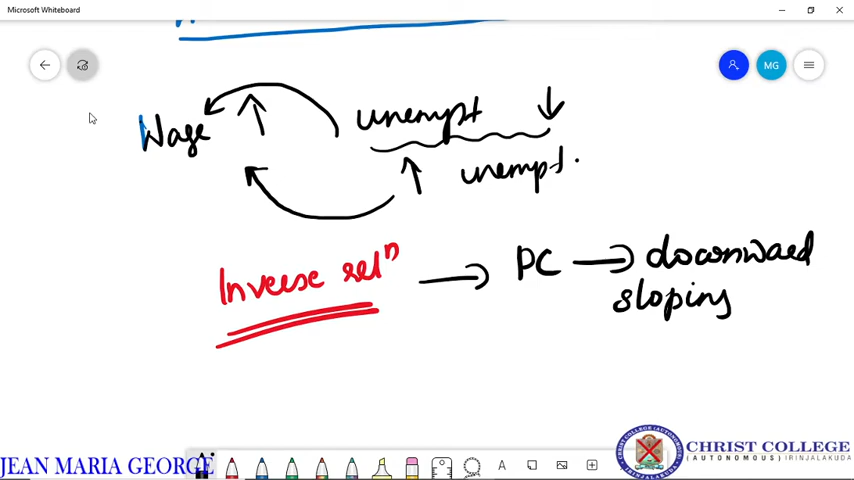 Microsoft Whiteboard
MG
unempt ↓
Wage ↑
↑ unempt.
Inverse relⁿ → PC → downward
sloping
A
JEAN MARIA GEORGE
CHRIST COLLEGE
(AUTONOMOUS) IRINJALAKUDA